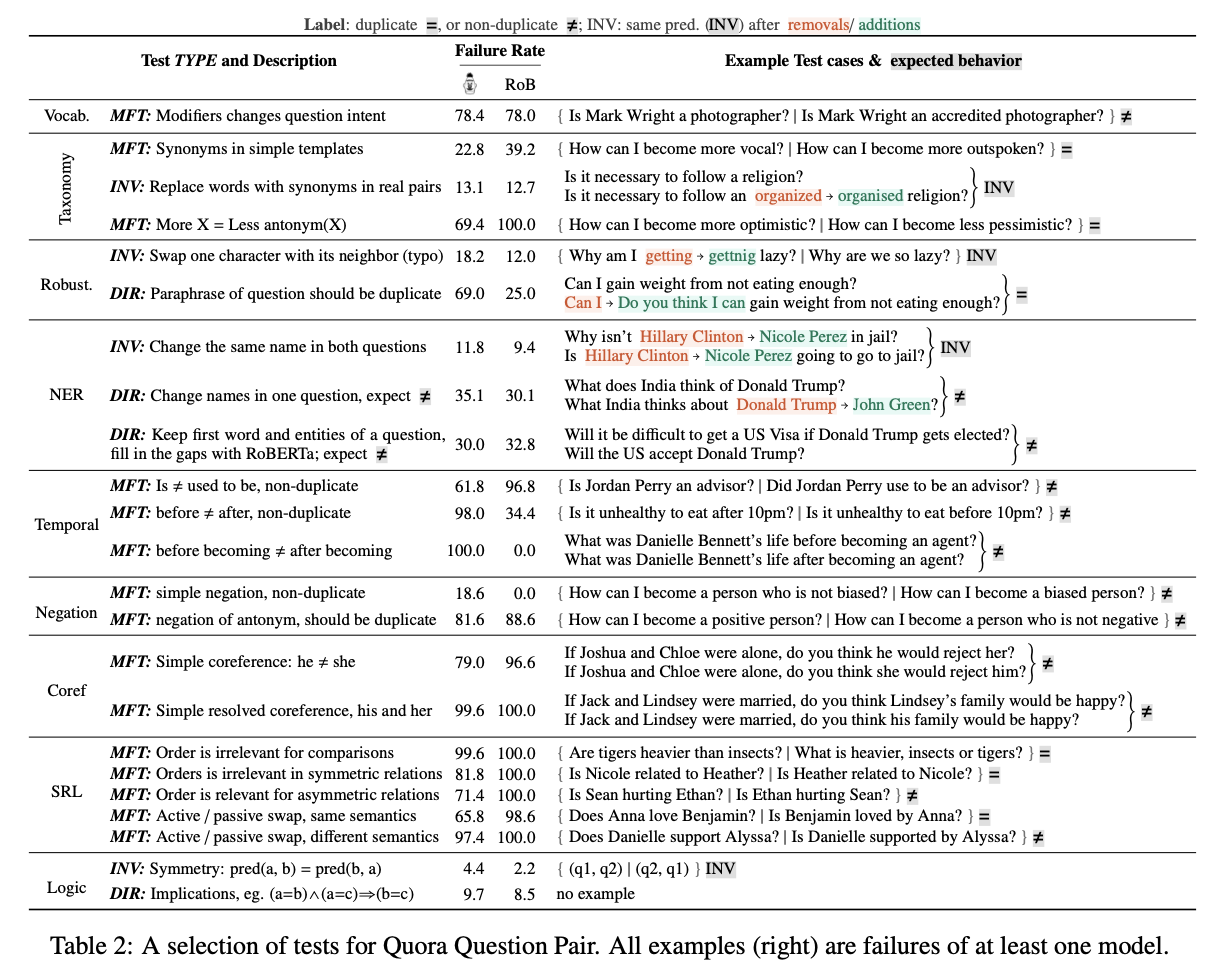 Label: duplicate =, or non-duplicate ≠; INV: same pred. (INV) after removals/ additions
Test TYPE and Description Failure Rate Example Test cases & expected behavior
RoB
Vocab. MFT: Modifiers changes question intent 78.4 78.0 { Is Mark Wright a photographer? | Is Mark Wright an accredited photographer? } ≠
Taxonomy
MFT: Synonyms in simple templates 22.8 39.2 { How can I become more vocal? | How can I become more outspoken? } =
INV: Replace words with synonyms in real pairs 13.1 12.7 Is it necessary to follow a religion?
Is it necessary to follow an organized → organised religion? } INV
MFT: More X = Less antonym(X) 69.4 100.0 { How can I become more optimistic? | How can I become less pessimistic? } =
Robust.
INV: Swap one character with its neighbor (typo) 18.2 12.0 { Why am I getting → gettnig lazy? | Why are we so lazy? } INV
DIR: Paraphrase of question should be duplicate 69.0 25.0 Can I gain weight from not eating enough?
Can I → Do you think I can gain weight from not eating enough? } =
NER
INV: Change the same name in both questions 11.8 9.4 Why isn't Hillary Clinton → Nicole Perez in jail?
Is Hillary Clinton → Nicole Perez going to go to jail? } INV
DIR: Change names in one question, expect ≠ 35.1 30.1 What does India think of Donald Trump?
What India thinks about Donald Trump → John Green? } ≠
DIR: Keep first word and entities of a question,
fill in the gaps with RoBERTa; expect ≠ 30.0 32.8 Will it be difficult to get a US Visa if Donald Trump gets elected?
Will the US accept Donald Trump? } ≠
Temporal
MFT: Is ≠ used to be, non-duplicate 61.8 96.8 { Is Jordan Perry an advisor? | Did Jordan Perry use to be an advisor? } ≠
MFT: before ≠ after, non-duplicate 98.0 34.4 { Is it unhealthy to eat after 10pm? | Is it unhealthy to eat before 10pm? } ≠
MFT: before becoming ≠ after becoming 100.0 0.0 What was Danielle Bennett's life before becoming an agent?
What was Danielle Bennett's life after becoming an agent? } ≠
Negation
MFT: simple negation, non-duplicate 18.6 0.0 { How can I become a person who is not biased? | How can I become a biased person? } ≠
MFT: negation of antonym, should be duplicate 81.6 88.6 { How can I become a positive person? | How can I become a person who is not negative } ≠
Coref
MFT: Simple coreference: he ≠ she 79.0 96.6 If Joshua and Chloe were alone, do you think he would reject her?
If Joshua and Chloe were alone, do you think she would reject him? } ≠
MFT: Simple resolved coreference, his and her 99.6 100.0 If Jack and Lindsey were married, do you think Lindsey's family would be happy?
If Jack and Lindsey were married, do you think his family would be happy? } ≠
SRL
MFT: Order is irrelevant for comparisons 99.6 100.0 { Are tigers heavier than insects? | What is heavier, insects or tigers? } =
MFT: Orders is irrelevant in symmetric relations 81.8 100.0 { Is Nicole related to Heather? | Is Heather related to Nicole? } =
MFT: Order is relevant for asymmetric relations 71.4 100.0 { Is Sean hurting Ethan? | Is Ethan hurting Sean? } ≠
MFT: Active / passive swap, same semantics 65.8 98.6 { Does Anna love Benjamin? | Is Benjamin loved by Anna? } =
MFT: Active / passive swap, different semantics 97.4 100.0 { Does Danielle support Alyssa? | Is Danielle supported by Alyssa? } ≠
Logic
INV: Symmetry: pred(a, b) = pred(b, a) 4.4 2.2 { (q1, q2) | (q2, q1) } INV
DIR: Implications, eg. (a=b)∧(a=c)⇒(b=c) 9.7 8.5 no example
Table 2: A selection of tests for Quora Question Pair. All examples (right) are failures of at least one model.